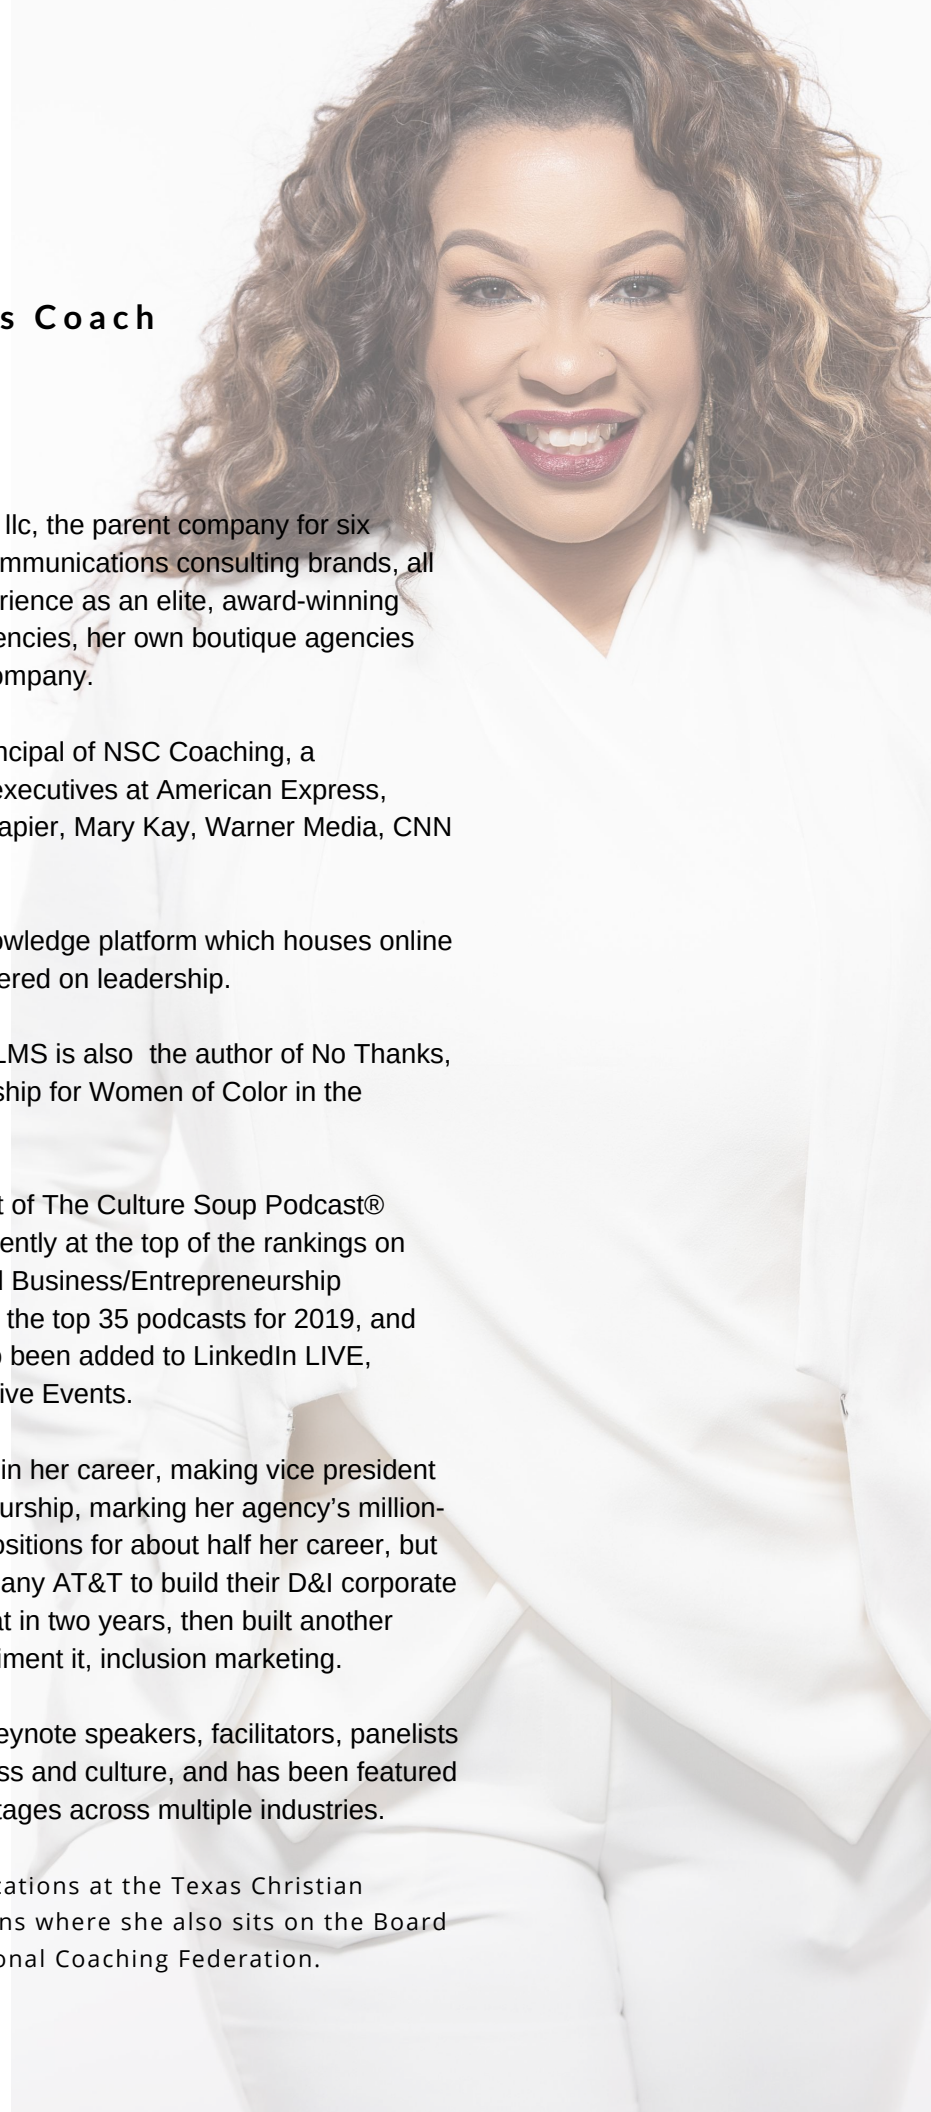 s Coach
llc, the parent company for six
mmunications consulting brands, all
rience as an elite, award-winning
encies, her own boutique agencies
ompany.
ncipal of NSC Coaching, a
executives at American Express,
apier, Mary Kay, Warner Media, CNN
owledge platform which houses online
ered on leadership.
LMS is also  the author of No Thanks,
ship for Women of Color in the
t of The Culture Soup Podcast®
ently at the top of the rankings on
l Business/Entrepreneurship
the top 35 podcasts for 2019, and
o been added to LinkedIn LIVE,
ive Events.
in her career, making vice president
urship, marking her agency’s million-
ositions for about half her career, but
any AT&T to build their D&I corporate
at in two years, then built another
iment it, inclusion marketing.
eynote speakers, facilitators, panelists
ss and culture, and has been featured
tages across multiple industries.
cations at the Texas Christian
ns where she also sits on the Board
onal Coaching Federation.